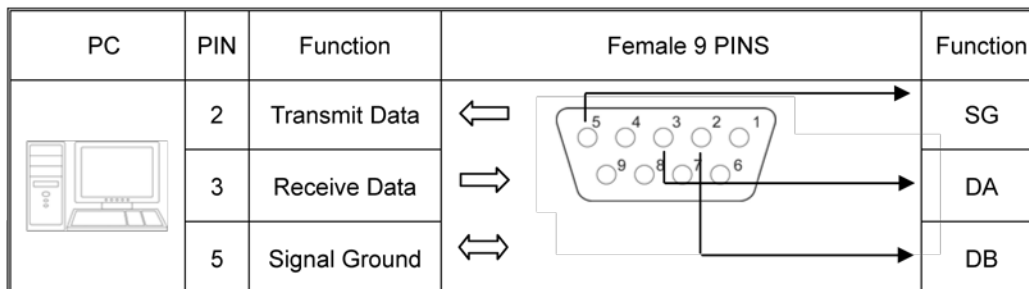 PC PIN Function Female 9 PINS Function
2 Transmit Data SG
5 4 3 2 1
9 8 7 6
3 Receive Data DA
5 Signal Ground DB